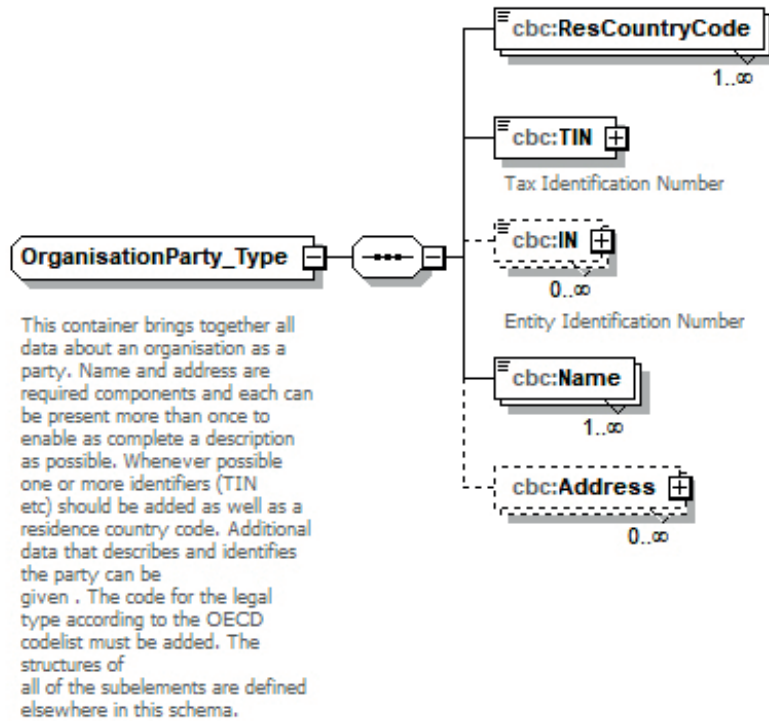 cbc:ResCountryCode
1..∞
cbc:TIN
Tax Identification Number
cbc:IN
0..∞
Entity Identification Number
OrganisationParty_Type
This container brings together all
data about an organisation as a
party. Name and address are
required components and each can
be present more than once to
enable as complete a description
as possible. Whenever possible
one or more identifiers (TIN
etc) should be added as well as a
residence country code. Additional
data that describes and identifies
the party can be
given . The code for the legal
type according to the OECD
codelist must be added. The
structures of
all of the subelements are defined
elsewhere in this schema.
cbc:Name
1..∞
cbc:Address
0..∞